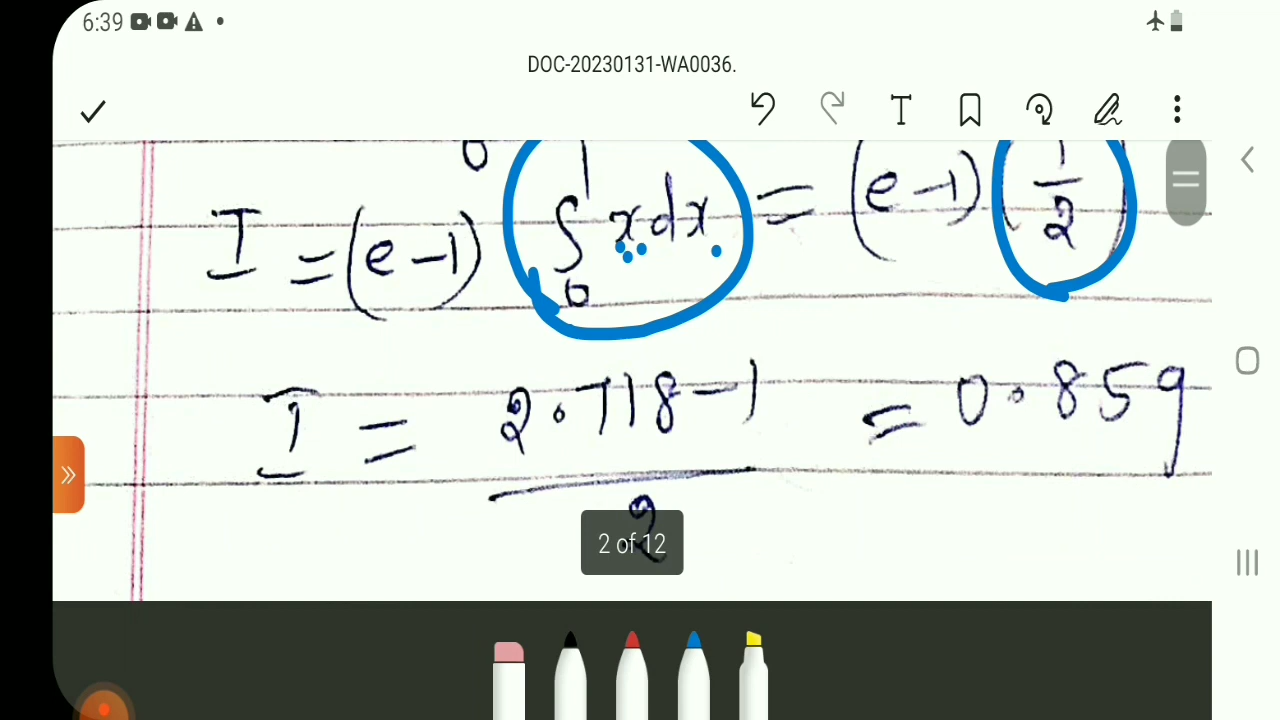 6:39
DOC-20230131-WA0036.
0
I = (e-1) ∫₀¹ x dx = (e-1) (1/2)
I = 2.718-1 / 2 = 0.859
2 of 12